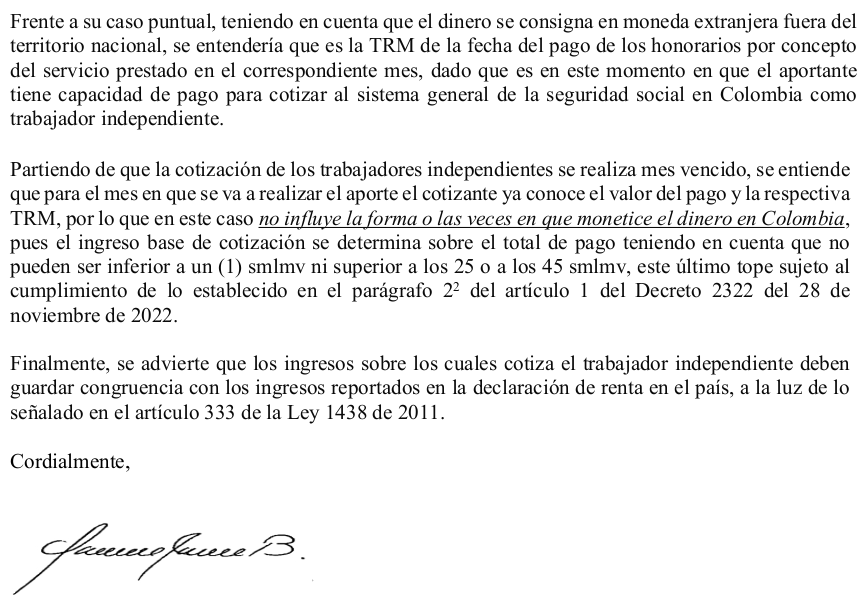 Frente a su caso puntual, teniendo en cuenta que el dinero se consigna en moneda extranjera fuera del
territorio nacional, se entendería que es la TRM de la fecha del pago de los honorarios por concepto
del servicio prestado en el correspondiente mes, dado que es en este momento en que el aportante
tiene capacidad de pago para cotizar al sistema general de la seguridad social en Colombia como
trabajador independiente.
Partiendo de que la cotización de los trabajadores independientes se realiza mes vencido, se entiende
que para el mes en que se va a realizar el aporte el cotizante ya conoce el valor del pago y la respectiva
TRM, por lo que en este caso no influye la forma o las veces en que monetice el dinero en Colombia,
pues el ingreso base de cotización se determina sobre el total de pago teniendo en cuenta que no
pueden ser inferior a un (1) smlmv ni superior a los 25 o a los 45 smlmv, este último tope sujeto al
cumplimiento de lo establecido en el parágrafo 2² del artículo 1 del Decreto 2322 del 28 de
noviembre de 2022.
Finalmente, se advierte que los ingresos sobre los cuales cotiza el trabajador independiente deben
guardar congruencia con los ingresos reportados en la declaración de renta en el país, a la luz de lo
señalado en el artículo 333 de la Ley 1438 de 2011.
Cordialmente,